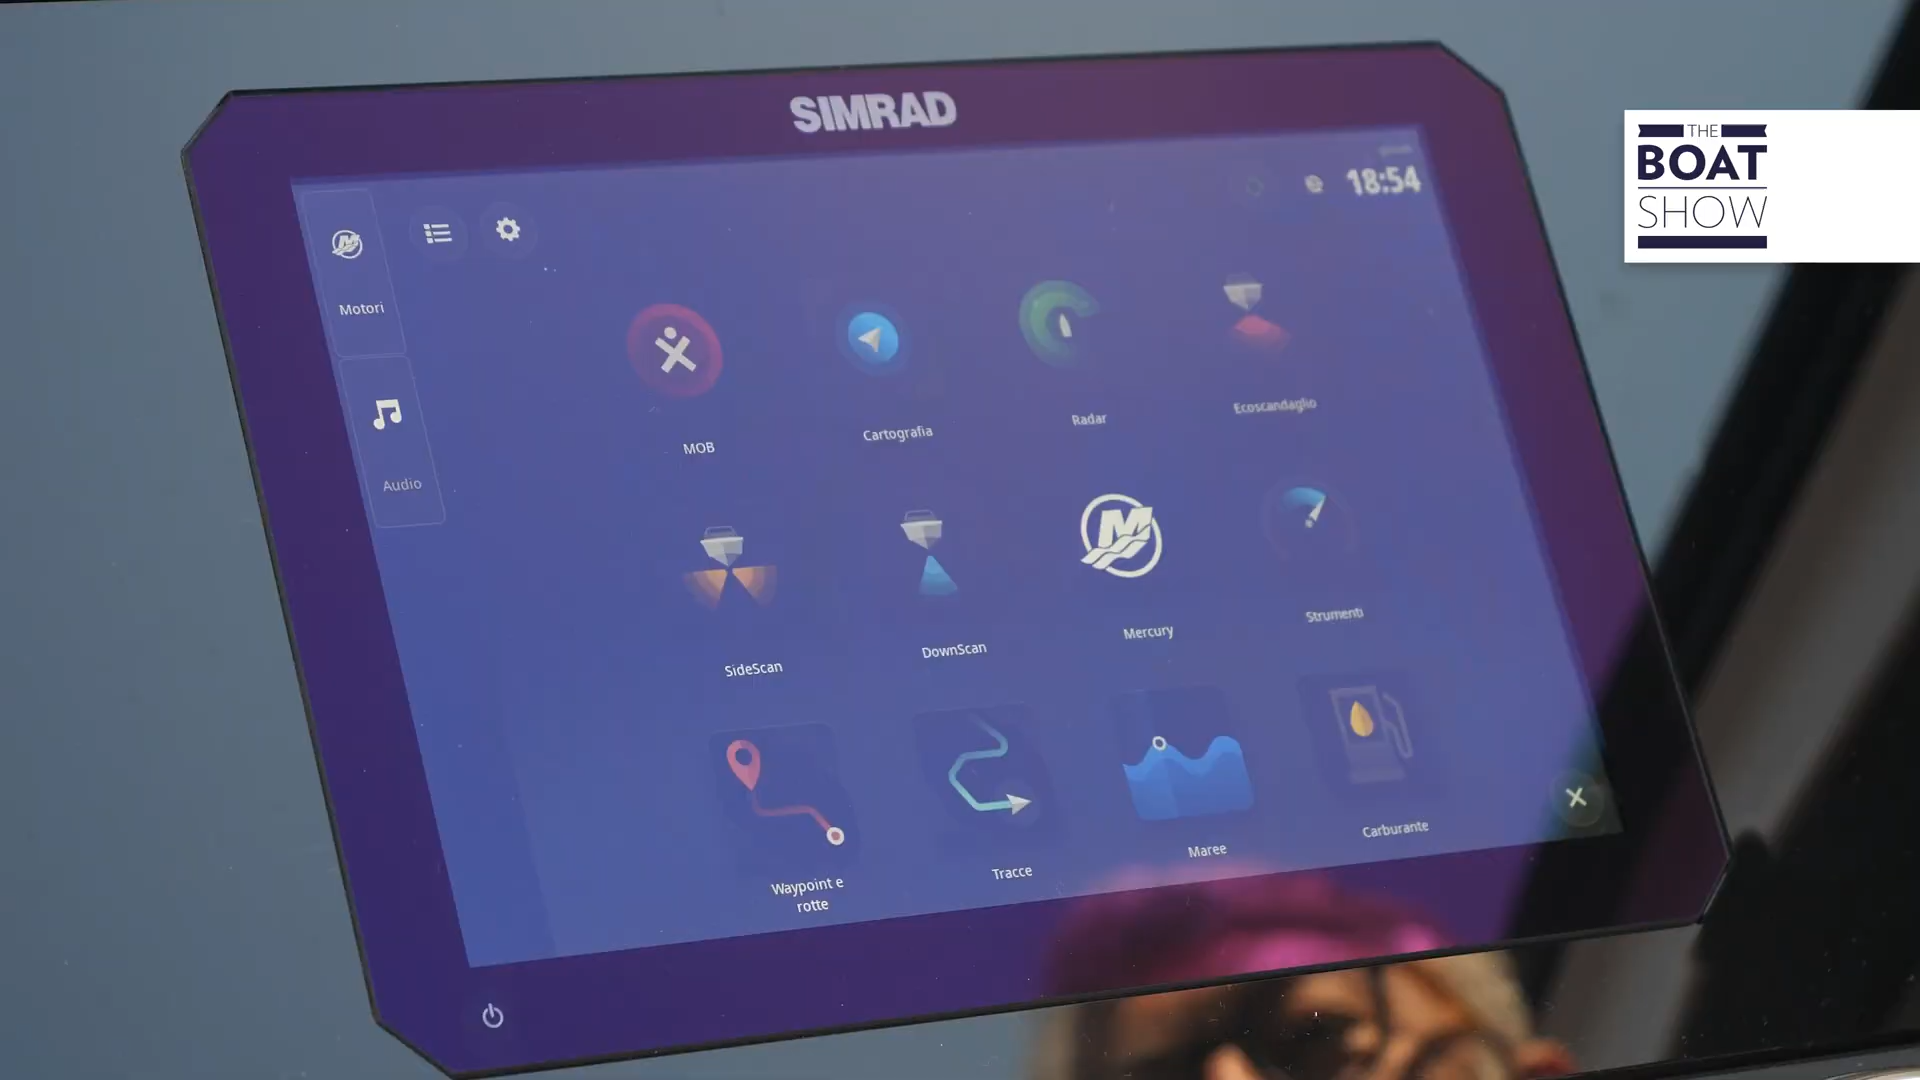 SIMRAD
THE
BOAT
SHOW
18:54
Motori
Audio
MOB
Cartografia
Radar
Ecoscandaglio
SideScan
DownScan
Mercury
Strumenti
Waypoint e
rotte
Tracce
Maree
Carburante